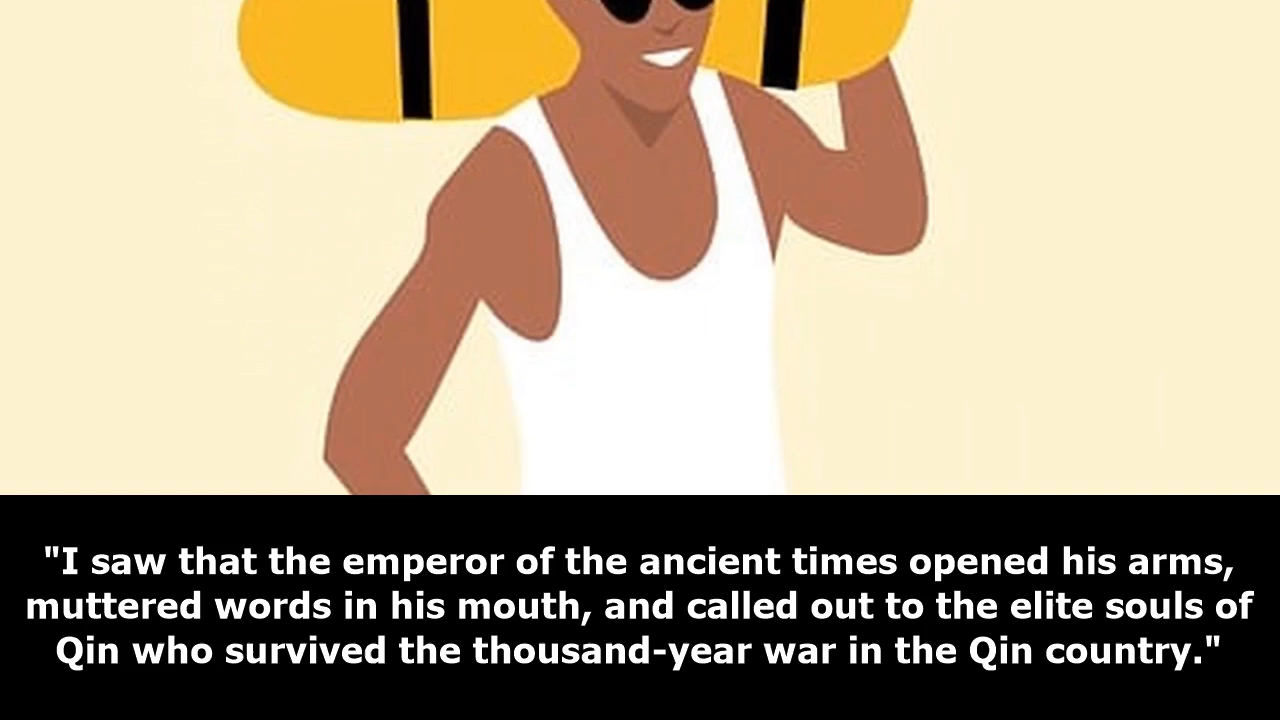 "I saw that the emperor of the ancient times opened his arms,
muttered words in his mouth, and called out to the elite souls of
Qin who survived the thousand-year war in the Qin country."